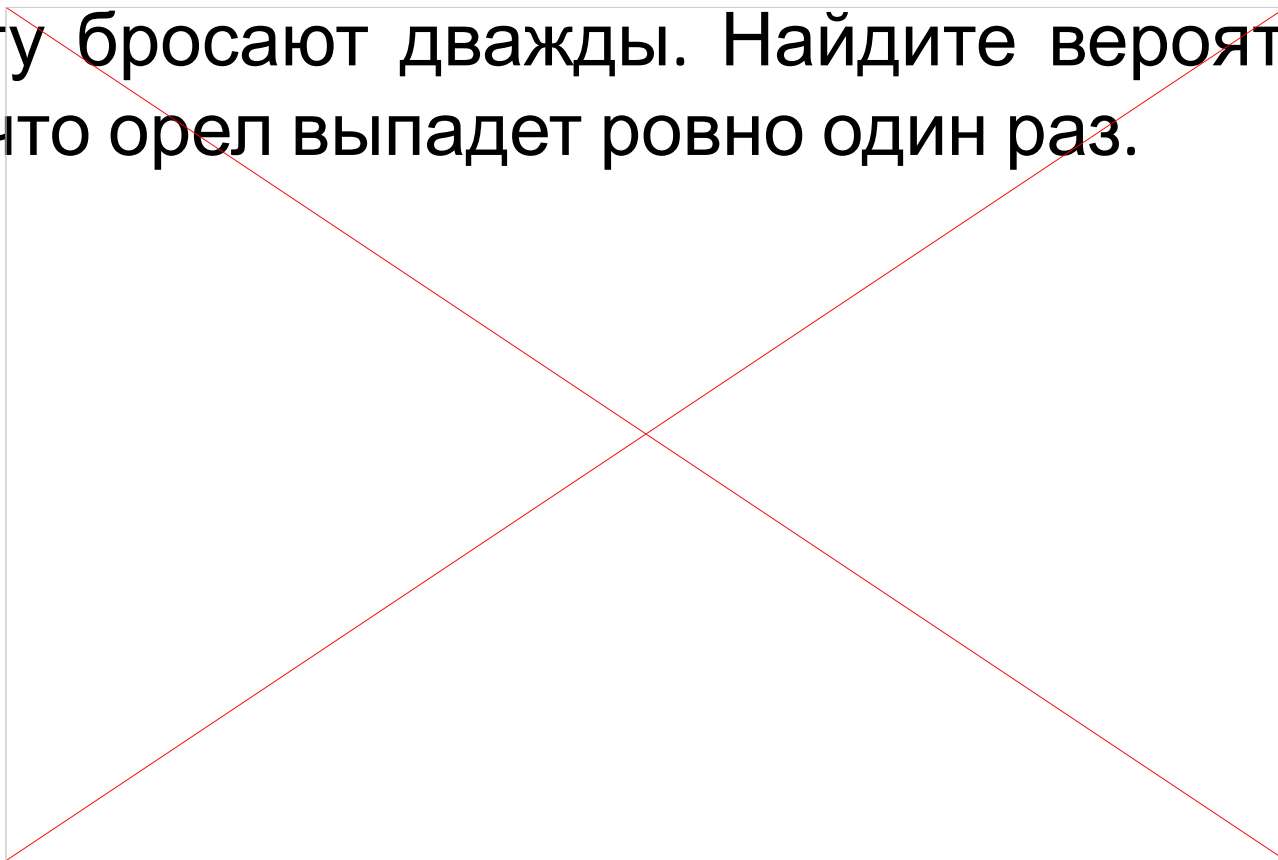 ту бросают дважды. Найдите вероят
что орел выпадет ровно один раз.